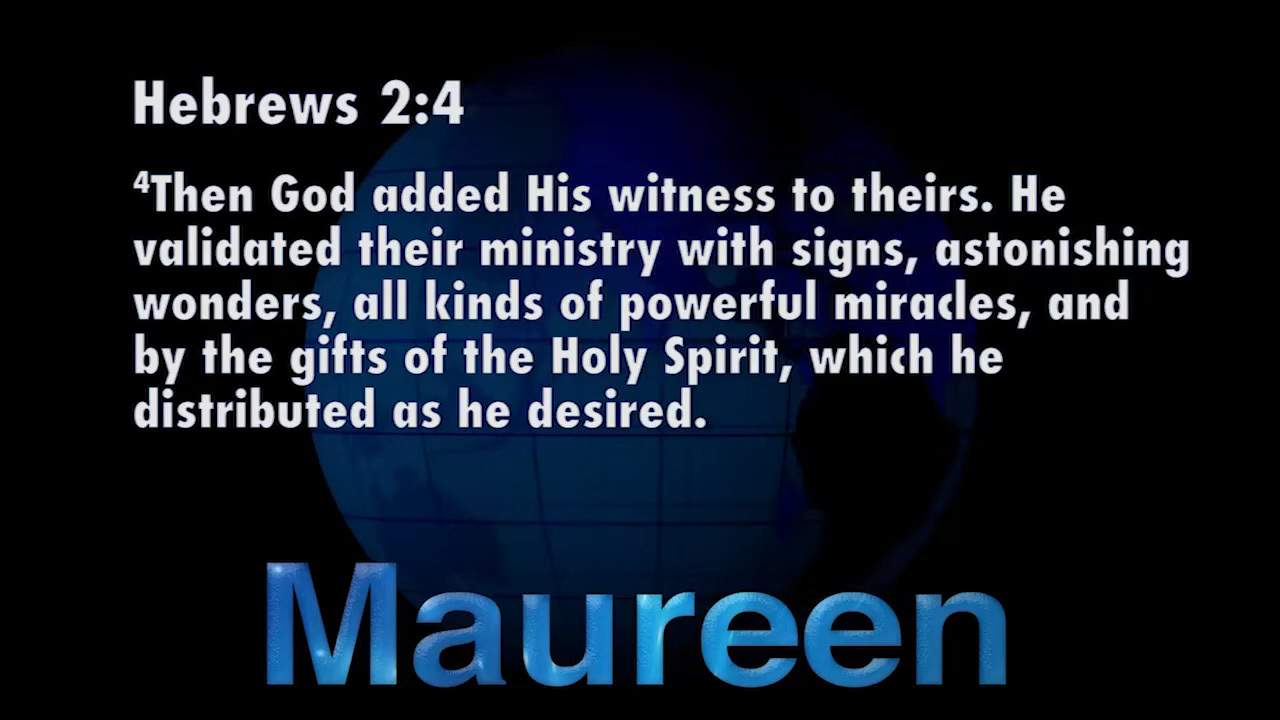 Hebrews 2:4
⁴Then God added His witness to theirs. He
validated their ministry with signs, astonishing
wonders, all kinds of powerful miracles, and
by the gifts of the Holy Spirit, which he
distributed as he desired.
Maureen